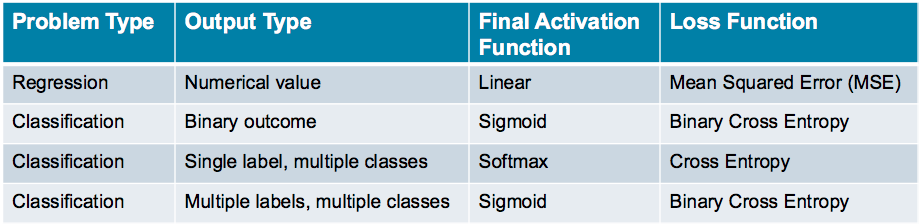 Problem Type Output Type Final Activation Function Loss Function
Regression Numerical value Linear Mean Squared Error (MSE)
Classification Binary outcome Sigmoid Binary Cross Entropy
Classification Single label, multiple classes Softmax Cross Entropy
Classification Multiple labels, multiple classes Sigmoid Binary Cross Entropy